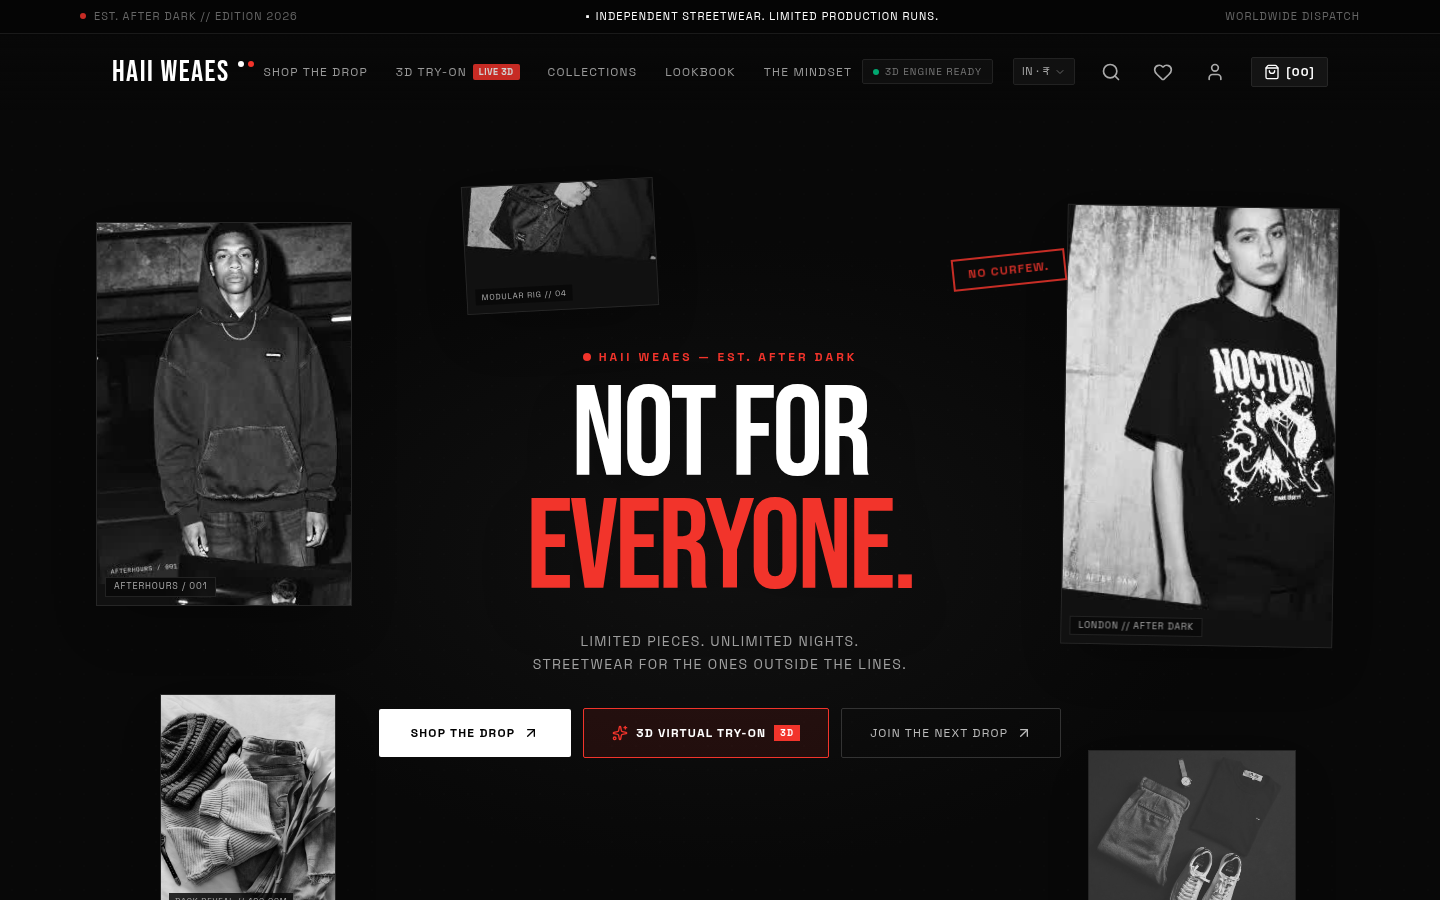 EST. AFTER DARK // EDITION 2026
• INDEPENDENT STREETWEAR. LIMITED PRODUCTION RUNS.
WORLDWIDE DISPATCH
HAII WEAES
SHOP THE DROP
3D TRY-ON LIVE 3D
COLLECTIONS
LOOKBOOK
THE MINDSET
3D ENGINE READY
IN · ₹
[00]
MODULAR RIG // 04
NO CURFEW.
NOCTURN
AFTERHOURS / 001
AFTERHOURS / 001
AFTER DARK
LONDON // AFTER DARK
HAII WEAES — EST. AFTER DARK
NOT FOR
EVERYONE.
LIMITED PIECES. UNLIMITED NIGHTS.
STREETWEAR FOR THE ONES OUTSIDE THE LINES.
SHOP THE DROP
3D VIRTUAL TRY-ON 3D
JOIN THE NEXT DROP